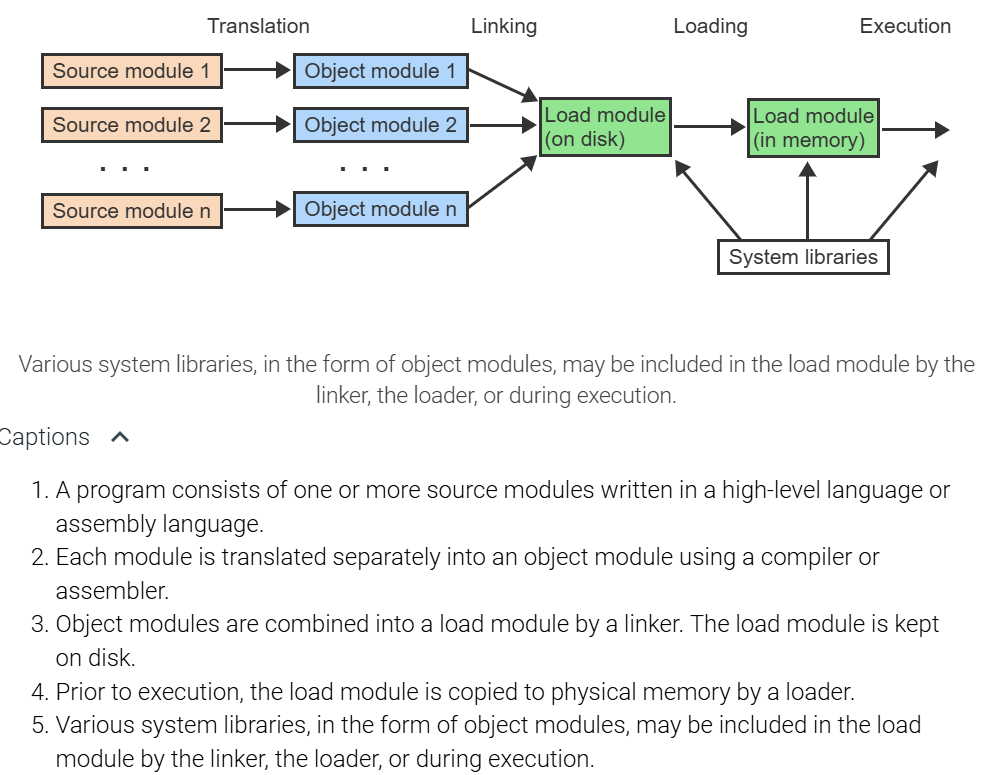 Translation Linking Loading Execution
Source module 1 Object module 1
Source module 2 Object module 2
Load module
(on disk)
Load module
(in memory)
. . . . . .
Source module n Object module n
System libraries
Various system libraries, in the form of object modules, may be included in the load module by the
linker, the loader, or during execution.
Captions
1. A program consists of one or more source modules written in a high-level language or
assembly language.
2. Each module is translated separately into an object module using a compiler or
assembler.
3. Object modules are combined into a load module by a linker. The load module is kept
on disk.
4. Prior to execution, the load module is copied to physical memory by a loader.
5. Various system libraries, in the form of object modules, may be included in the load
module by the linker, the loader, or during execution.